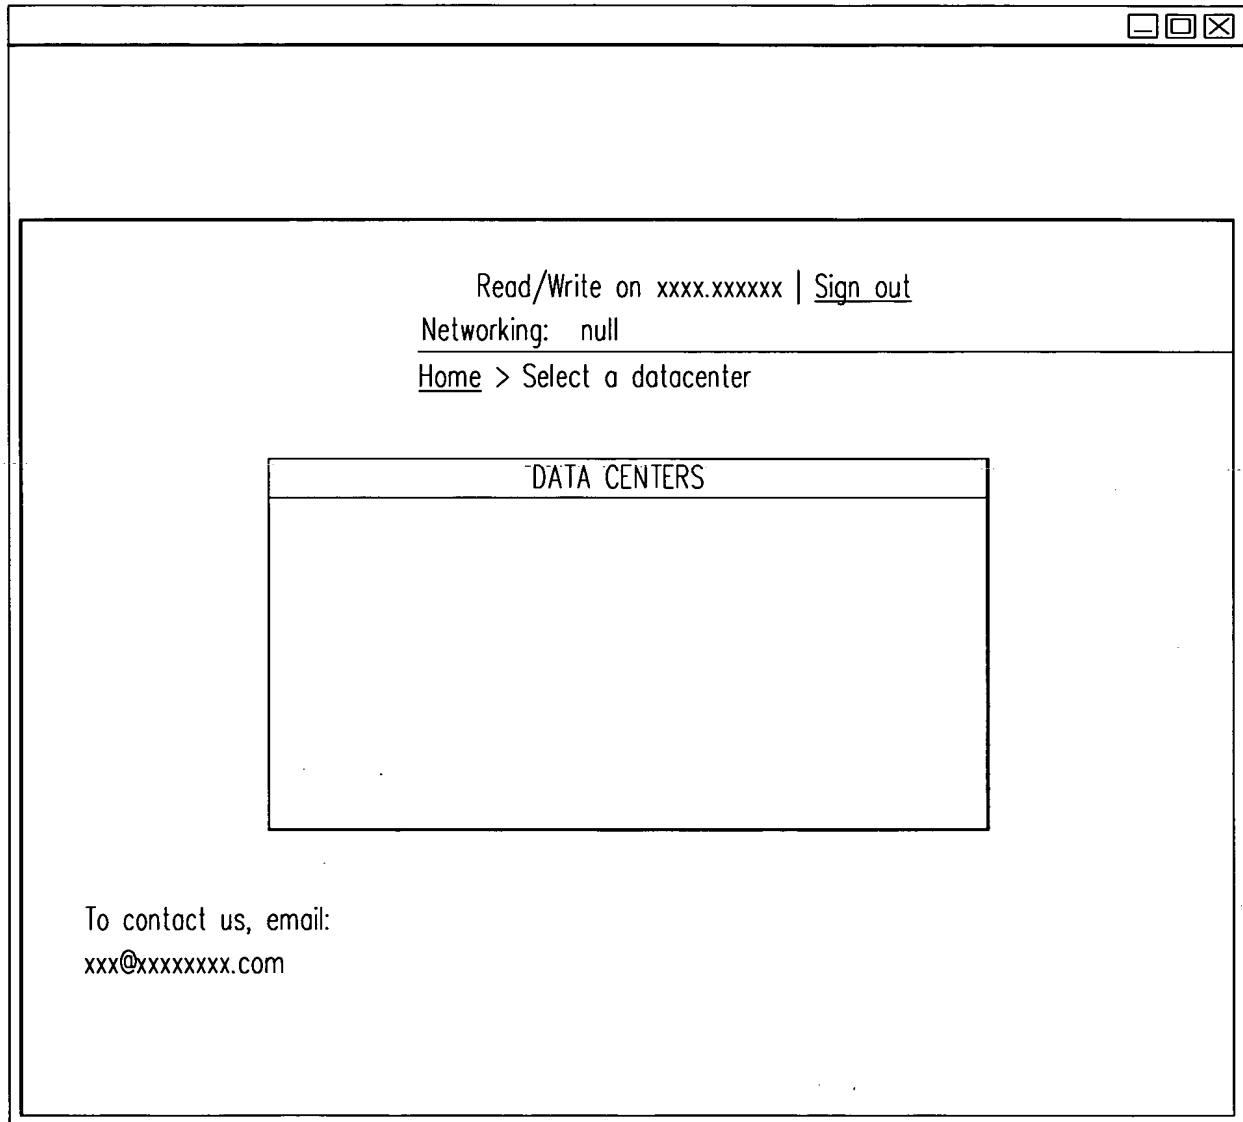 Read/Write on xxxx.xxxxxx | Sign out
Networking: null
Home > Select a datacenter
DATA CENTERS
To contact us, email:
xxx@xxxxxxxx.com